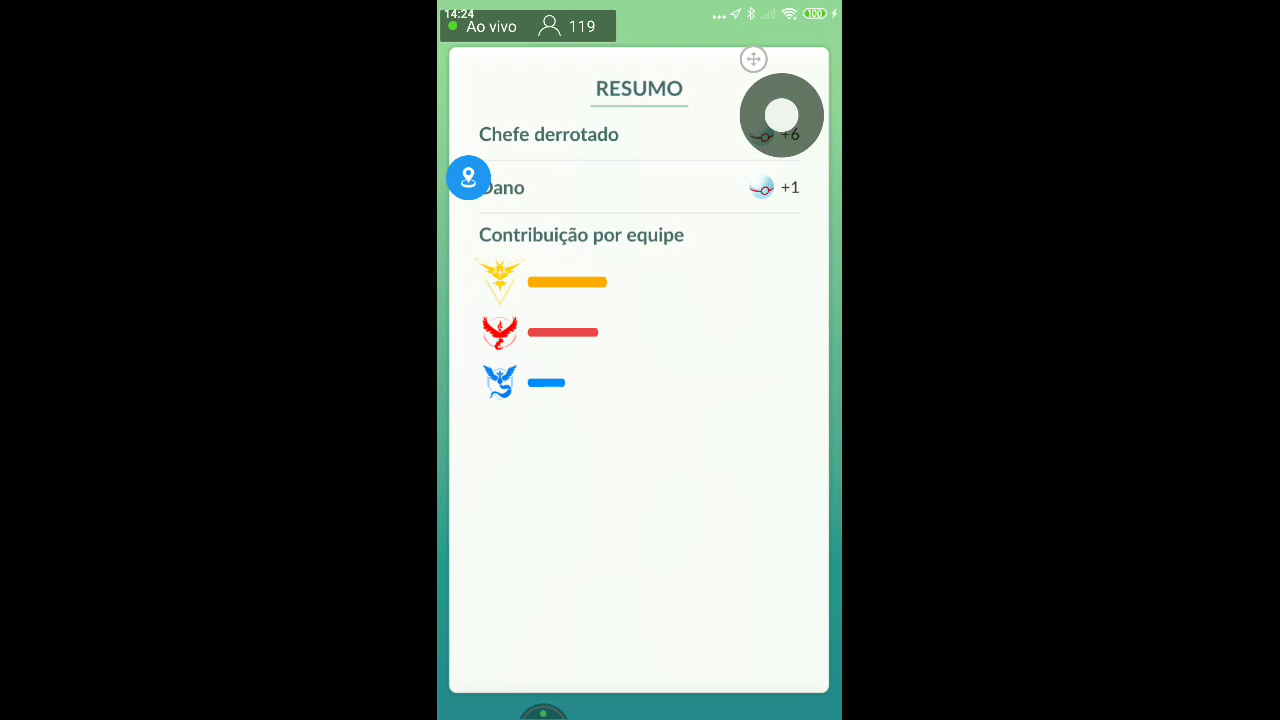 14:24
100
Ao vivo 119
RESUMO
Chefe derrotado +6
Dano +1
Contribuição por equipe